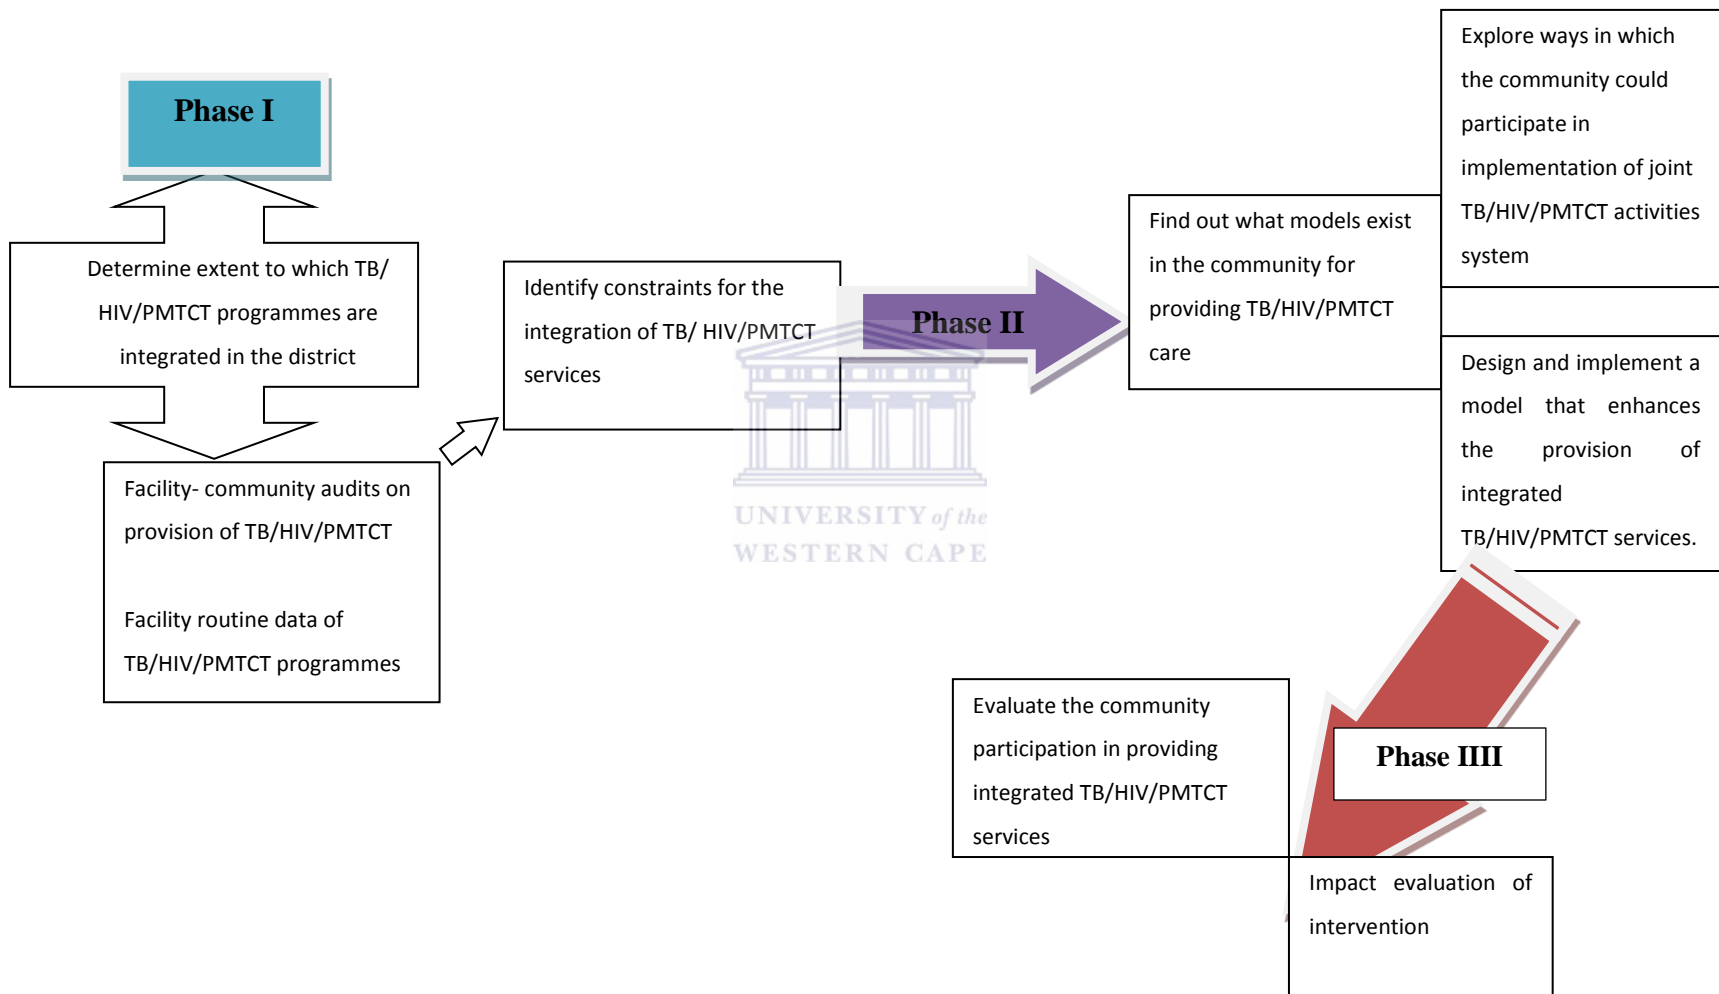 Phase I
Determine extent to which TB/
HIV/PMTCT programmes are
integrated in the district
Facility- community audits on
provision of TB/HIV/PMTCT
Facility routine data of
TB/HIV/PMTCT programmes
Identify constraints for the
integration of TB/ HIV/PMTCT
services
Phase II
UNIVERSITY of the
WESTERN CAPE
Find out what models exist
in the community for
providing TB/HIV/PMTCT
care
Explore ways in which
the community could
participate in
implementation of joint
TB/HIV/PMTCT activities
system
Design and implement a
model that enhances
the provision of
integrated
TB/HIV/PMTCT services.
Phase IIII
Evaluate the community
participation in providing
integrated TB/HIV/PMTCT
services
Impact evaluation of
intervention